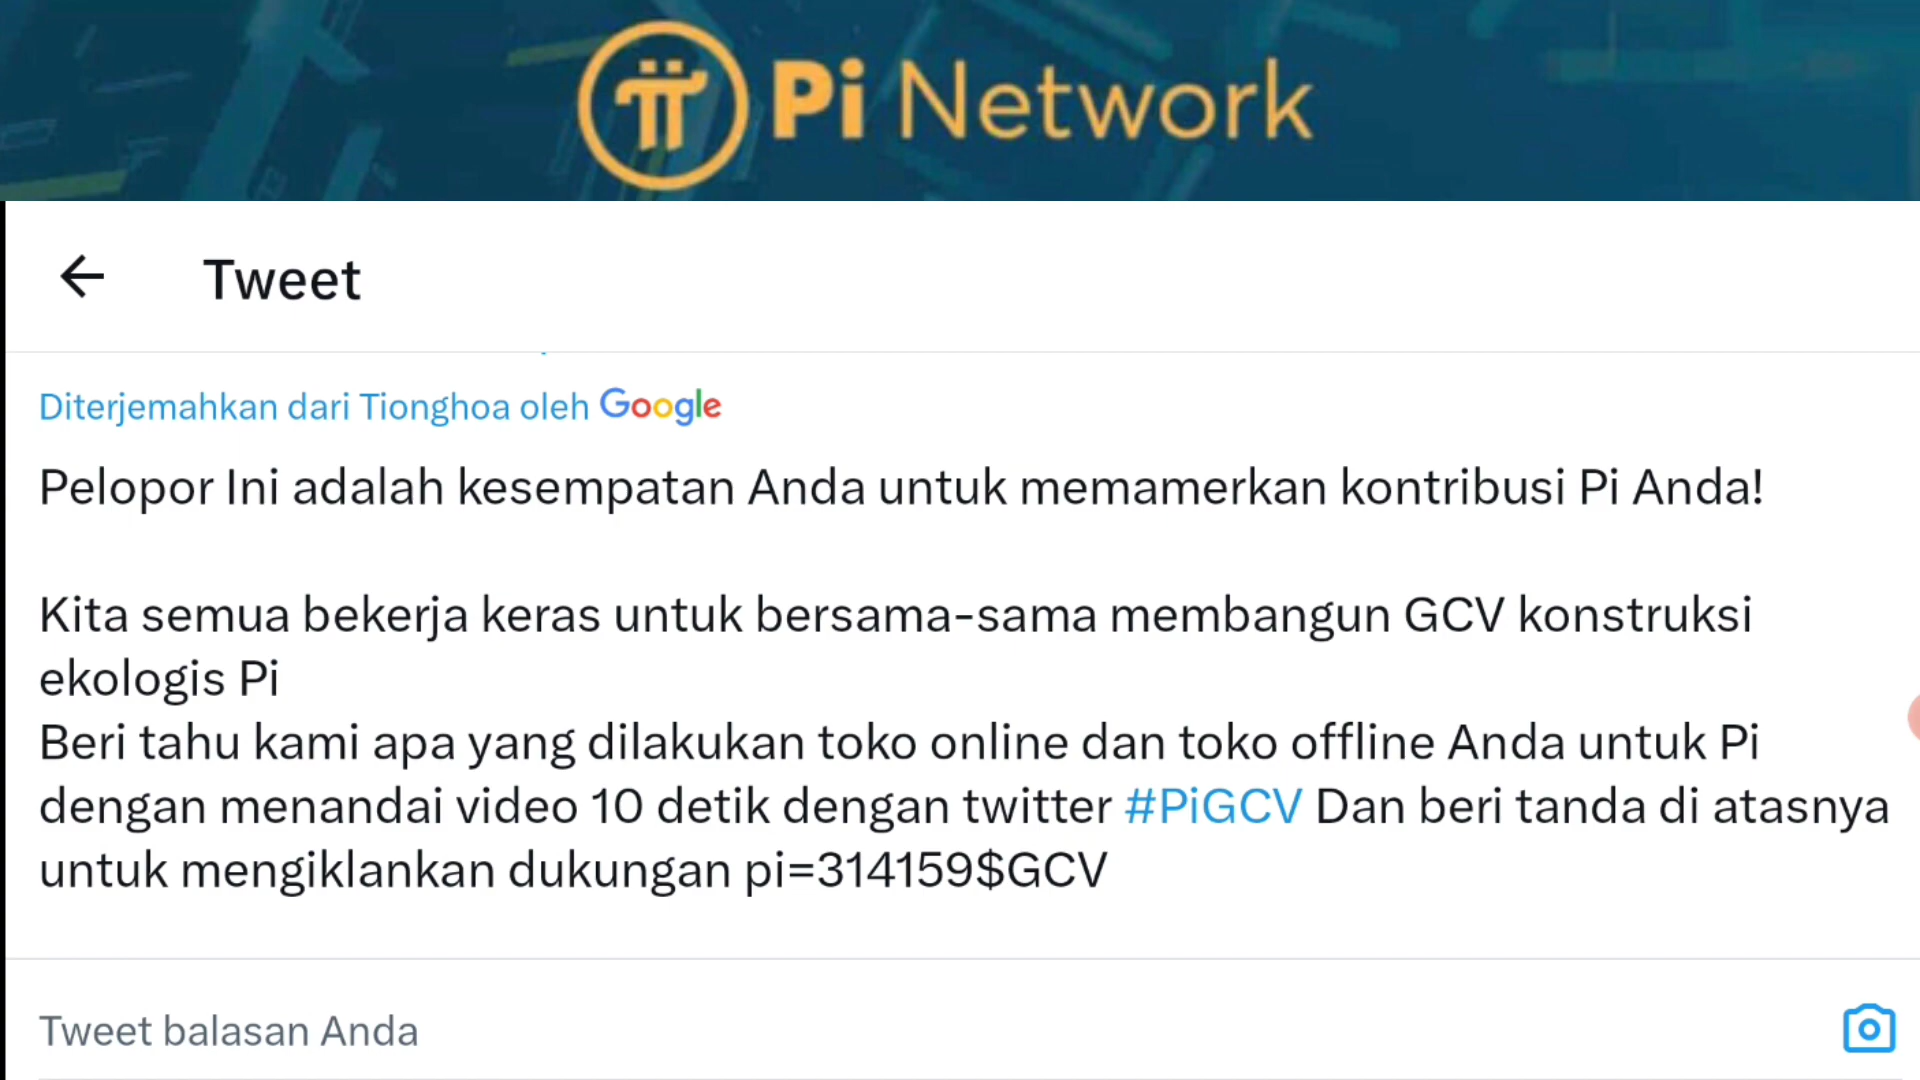 Pi Network
Tweet
Diterjemahkan dari Tionghoa oleh Google
Pelopor Ini adalah kesempatan Anda untuk memamerkan kontribusi Pi Anda!
Kita semua bekerja keras untuk bersama-sama membangun GCV konstruksi
ekologis Pi
Beri tahu kami apa yang dilakukan toko online dan toko offline Anda untuk Pi
dengan menandai video 10 detik dengan twitter #PiGCV Dan beri tanda di atasnya
untuk mengiklankan dukungan pi=314159$GCV
Tweet balasan Anda